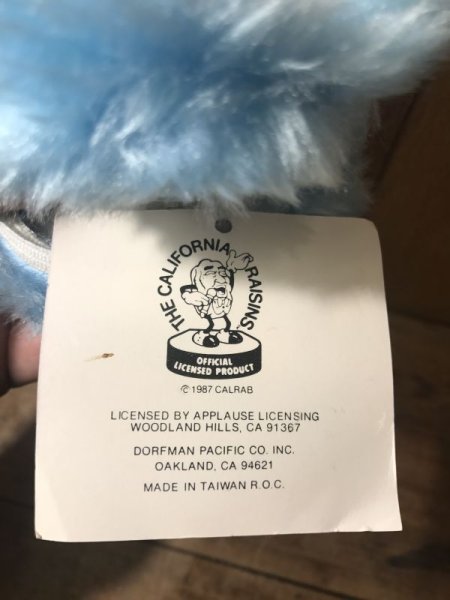 THE CALIFORNIA RAISINS
OFFICIAL
LICENSED PRODUCT
© 1987 CALRAB
LICENSED BY APPLAUSE LICENSING
WOODLAND HILLS, CA 91367
DORFMAN PACIFIC CO. INC.
OAKLAND, CA 94621
MADE IN TAIWAN R.O.C.